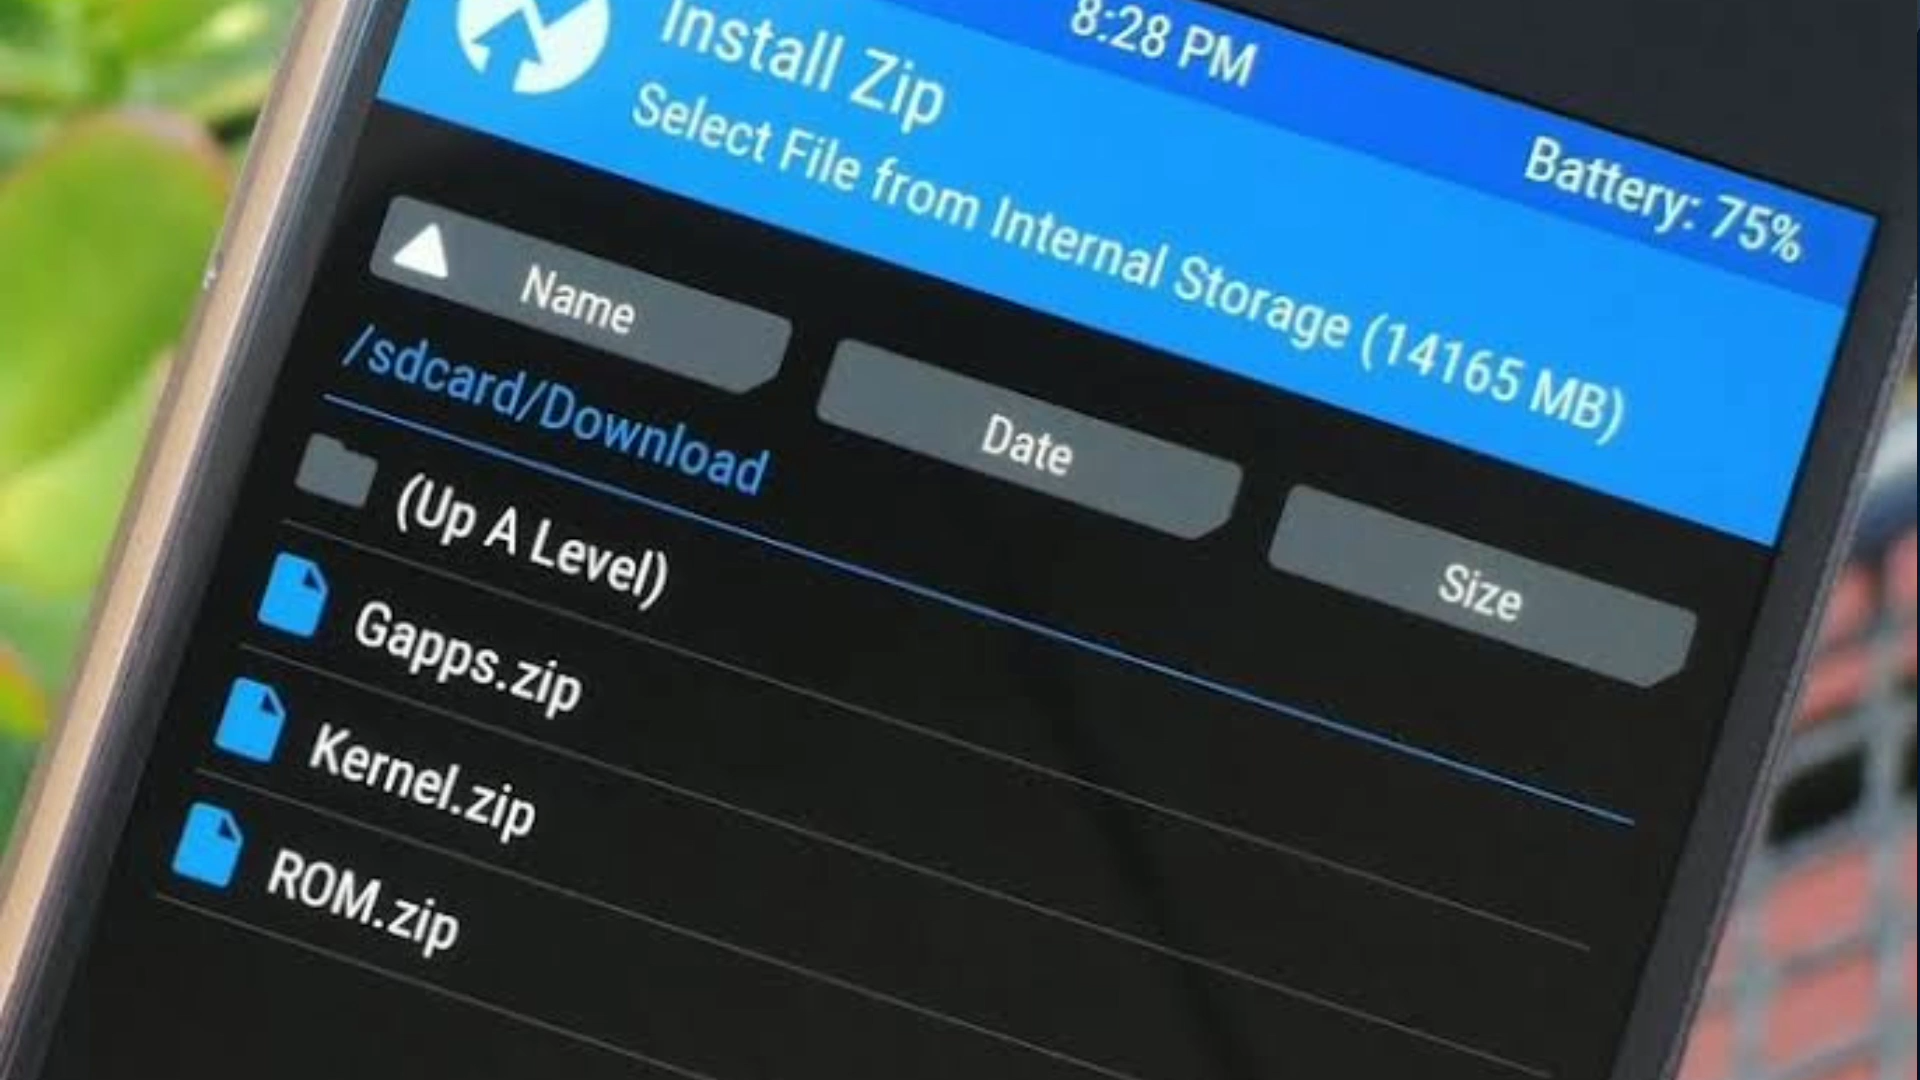 8:28 PM
Battery: 75%
Install Zip
Select File from Internal Storage (14165 MB)
Name
Date
Size
/sdcard/Download
(Up A Level)
Gapps.zip
Kernel.zip
ROM.zip